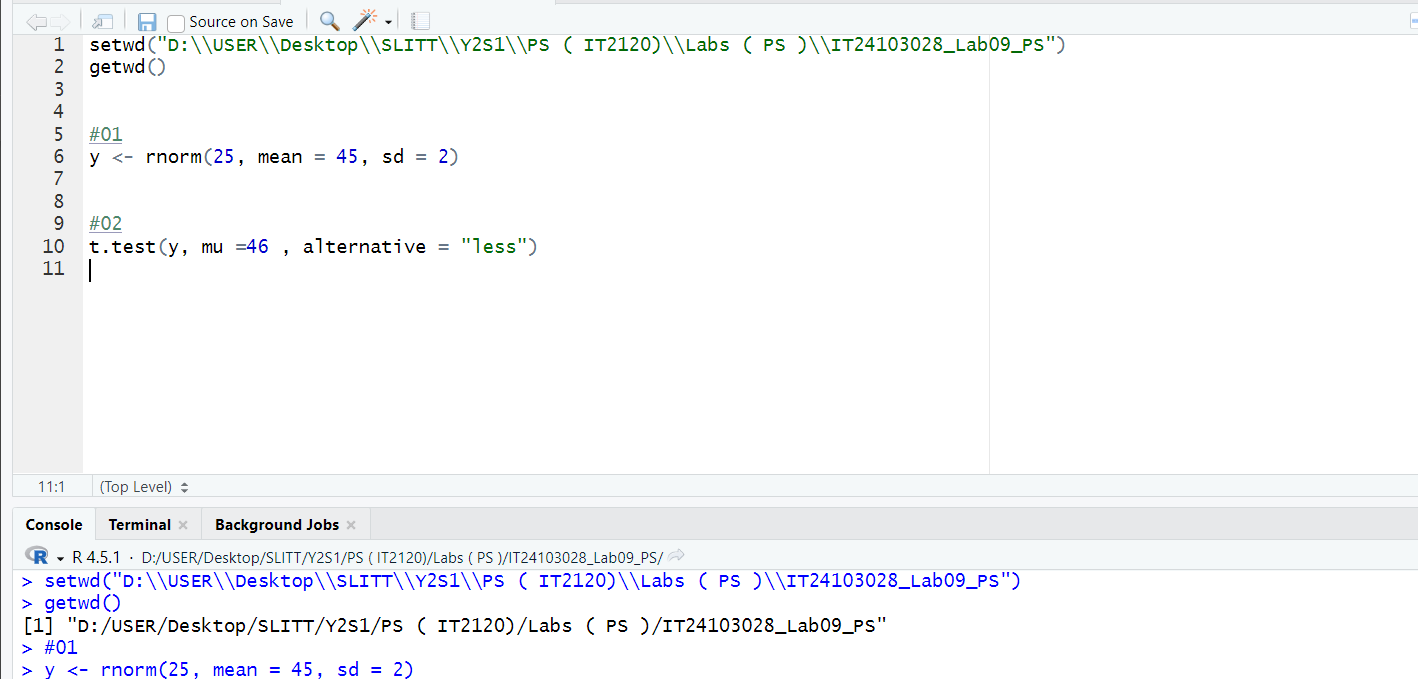 Source on Save
1 setwd("D:\\USER\\Desktop\\SLITT\\Y2S1\\PS ( IT2120)\\Labs ( PS )\\IT24103028_Lab09_PS")
2 getwd()
3
4
5 #01
6 y <- rnorm(25, mean = 45, sd = 2)
7
8
9 #02
10 t.test(y, mu =46 , alternative = "less")
11
11:1 (Top Level)
Console Terminal Background Jobs
R R 4.5.1 · D:/USER/Desktop/SLITT/Y2S1/PS ( IT2120)/Labs ( PS )/IT24103028_Lab09_PS/
> setwd("D:\\USER\\Desktop\\SLITT\\Y2S1\\PS ( IT2120)\\Labs ( PS )\\IT24103028_Lab09_PS")
> getwd()
[1] "D:/USER/Desktop/SLITT/Y2S1/PS ( IT2120)/Labs ( PS )/IT24103028_Lab09_PS"
> #01
> y <- rnorm(25, mean = 45, sd = 2)